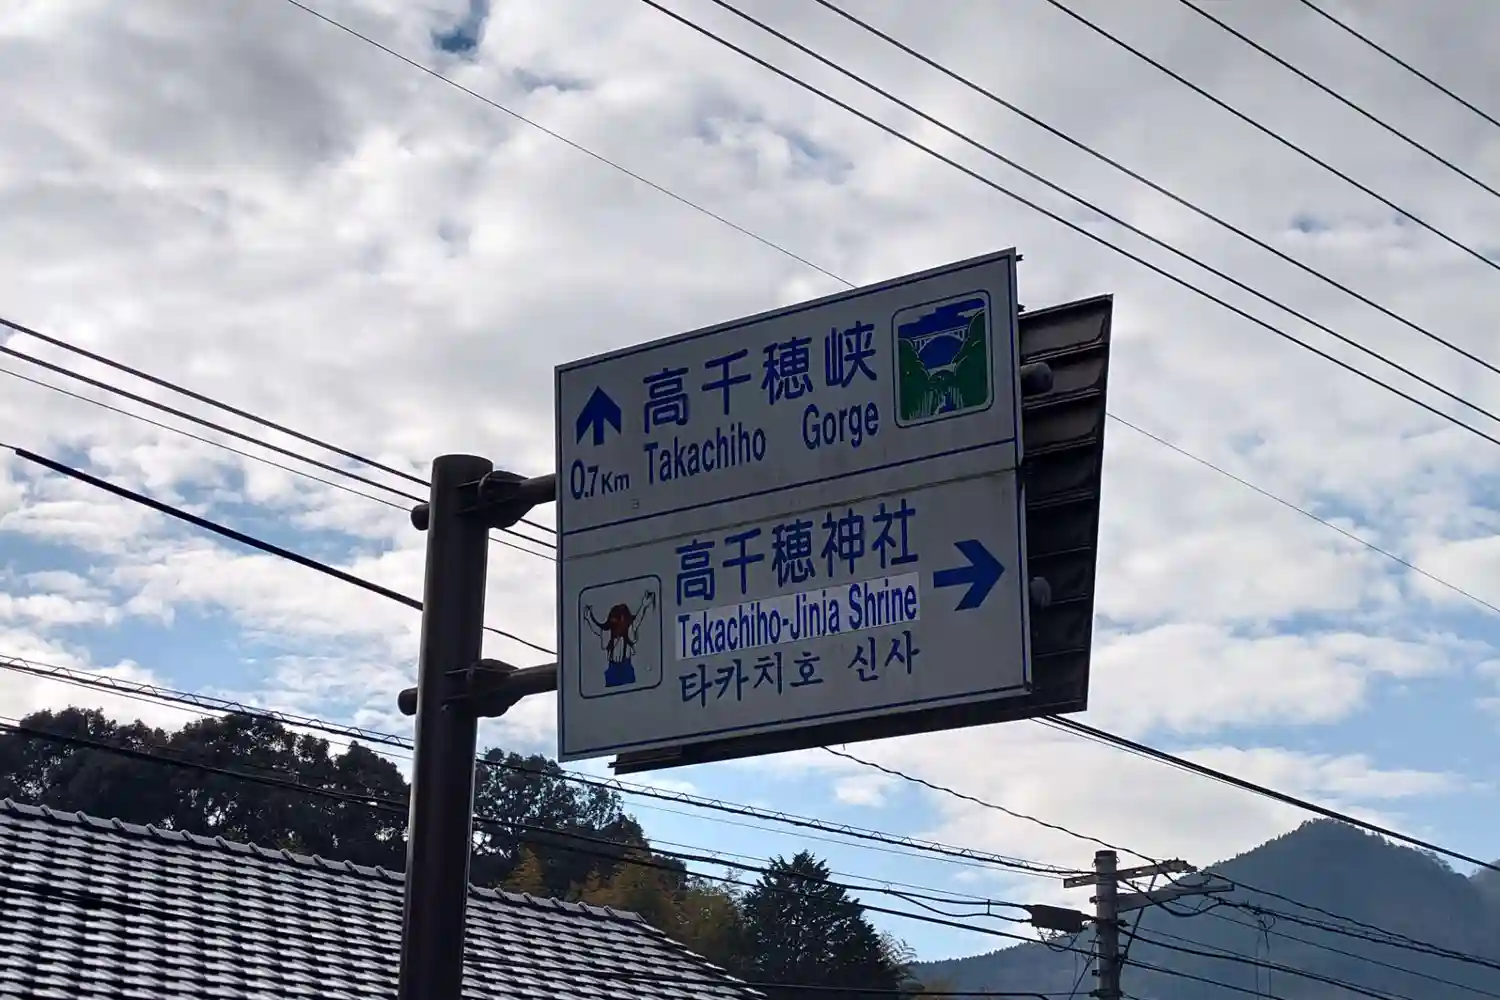 高千穂峡
0.7Km Takachiho Gorge
高千穂神社
Takachiho-Jinja Shrine
타카치호 신사